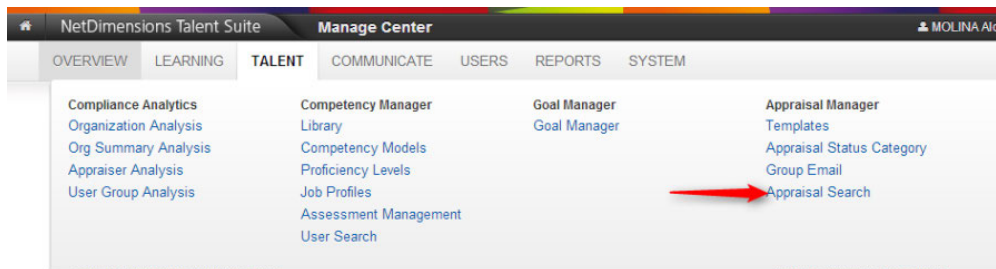 NetDimensions Talent Suite Manage Center MOLINA Alo
OVERVIEW LEARNING TALENT COMMUNICATE USERS REPORTS SYSTEM
Compliance Analytics
Organization Analysis
Org Summary Analysis
Appraiser Analysis
User Group Analysis
Competency Manager
Library
Competency Models
Proficiency Levels
Job Profiles
Assessment Management
User Search
Goal Manager
Goal Manager
Appraisal Manager
Templates
Appraisal Status Category
Group Email
Appraisal Search